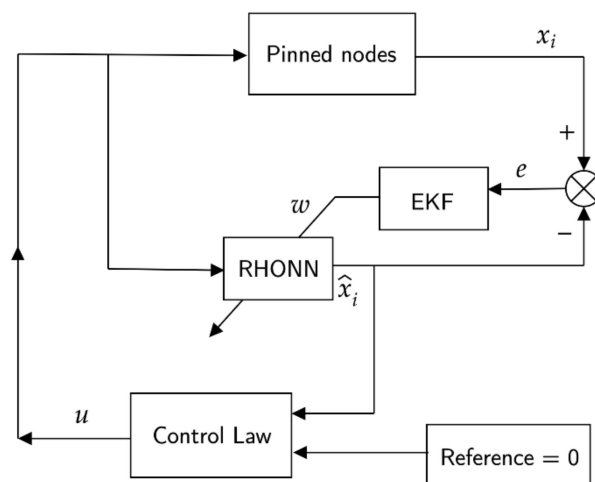 Pinned nodes
x_i
+
e
EKF
w
−
RHONN
x̂_i
u
Control Law
Reference = 0